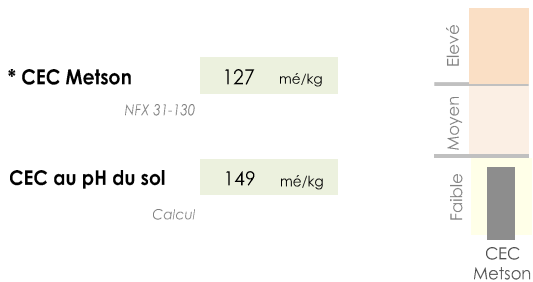 Elevé
* CEC Metson 127 mé/kg
NFX 31-130
Moyen
CEC au pH du sol 149 mé/kg
Faible
Calcul
CEC
Metson